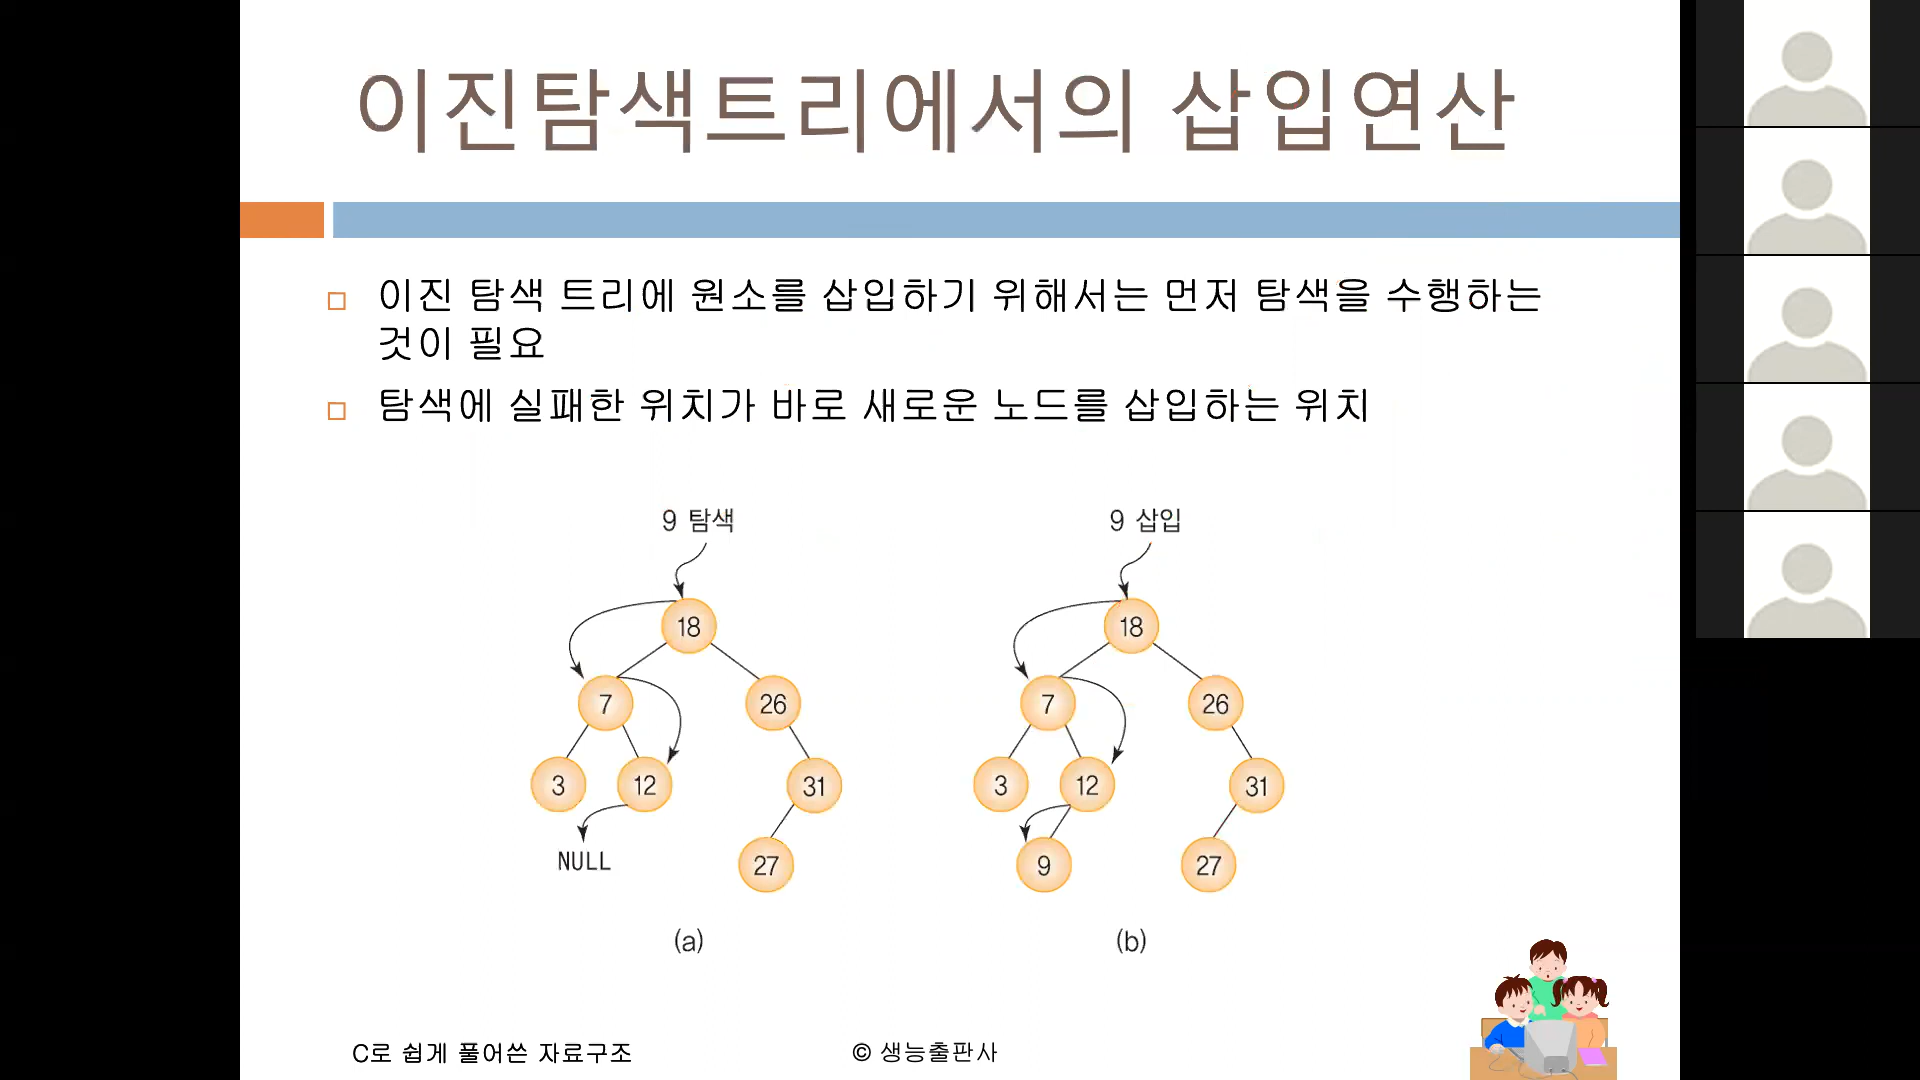 이진탐색트리에서의 삽입연산
이진 탐색 트리에 원소를 삽입하기 위해서는 먼저 탐색을 수행하는
것이 필요
탐색에 실패한 위치가 바로 새로운 노드를 삽입하는 위치
9 탐색
18
7
26
3
12
31
NULL
27
(a)
9 삽입
18
7
26
3
12
31
9
27
(b)
C로 쉽게 풀어쓴 자료구조
© 생능출판사